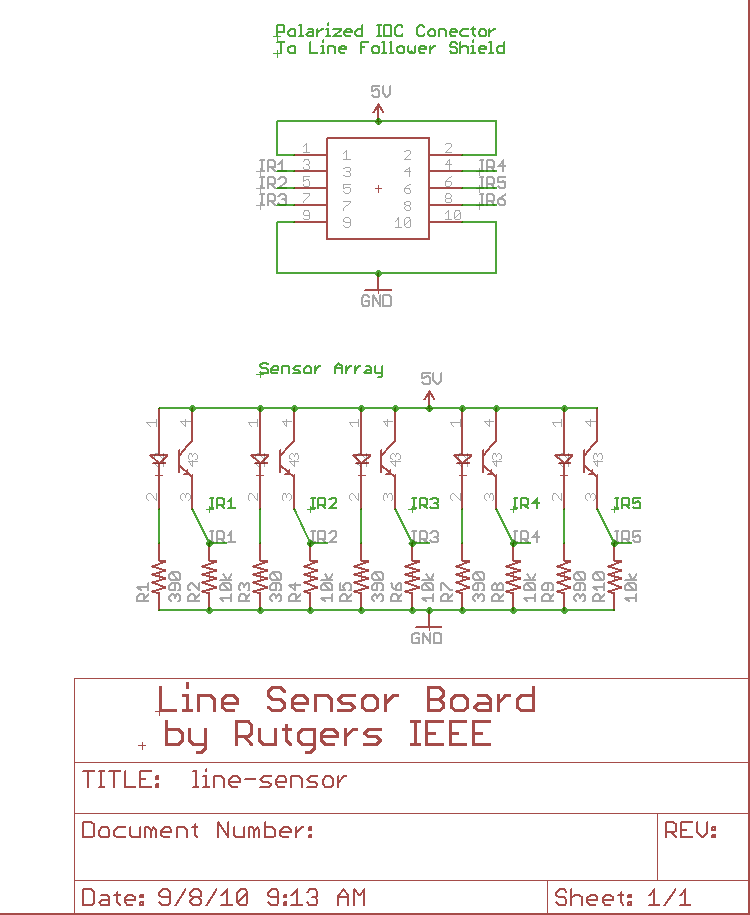 Polarized IDC Conector
To Line Follower Shield
5V
1 1 2 2
IR1 3 3 4 4 IR4
IR2 5 5 6 6 IR5
IR3 7 7 8 8 IR6
9 9 10 10
GND
Sensor Array
5V
1 4 1 4 1 4 1 4 1 4
43 43 43 43 43
2 3 2 3 2 3 2 3 2 3
IR1 IR2 IR3 IR4 IR5
IR1 IR2 IR3 IR4 IR5
R1 390 R2 10k R3 390 R4 10k R5 390 R6 10k R7 390 R8 10k R9 390 R10 10k
GND
Line Sensor Board
by Rutgers IEEE
TITLE: line-sensor
Document Number:
REV:
Date: 9/8/10 9:13 AM
Sheet: 1/1